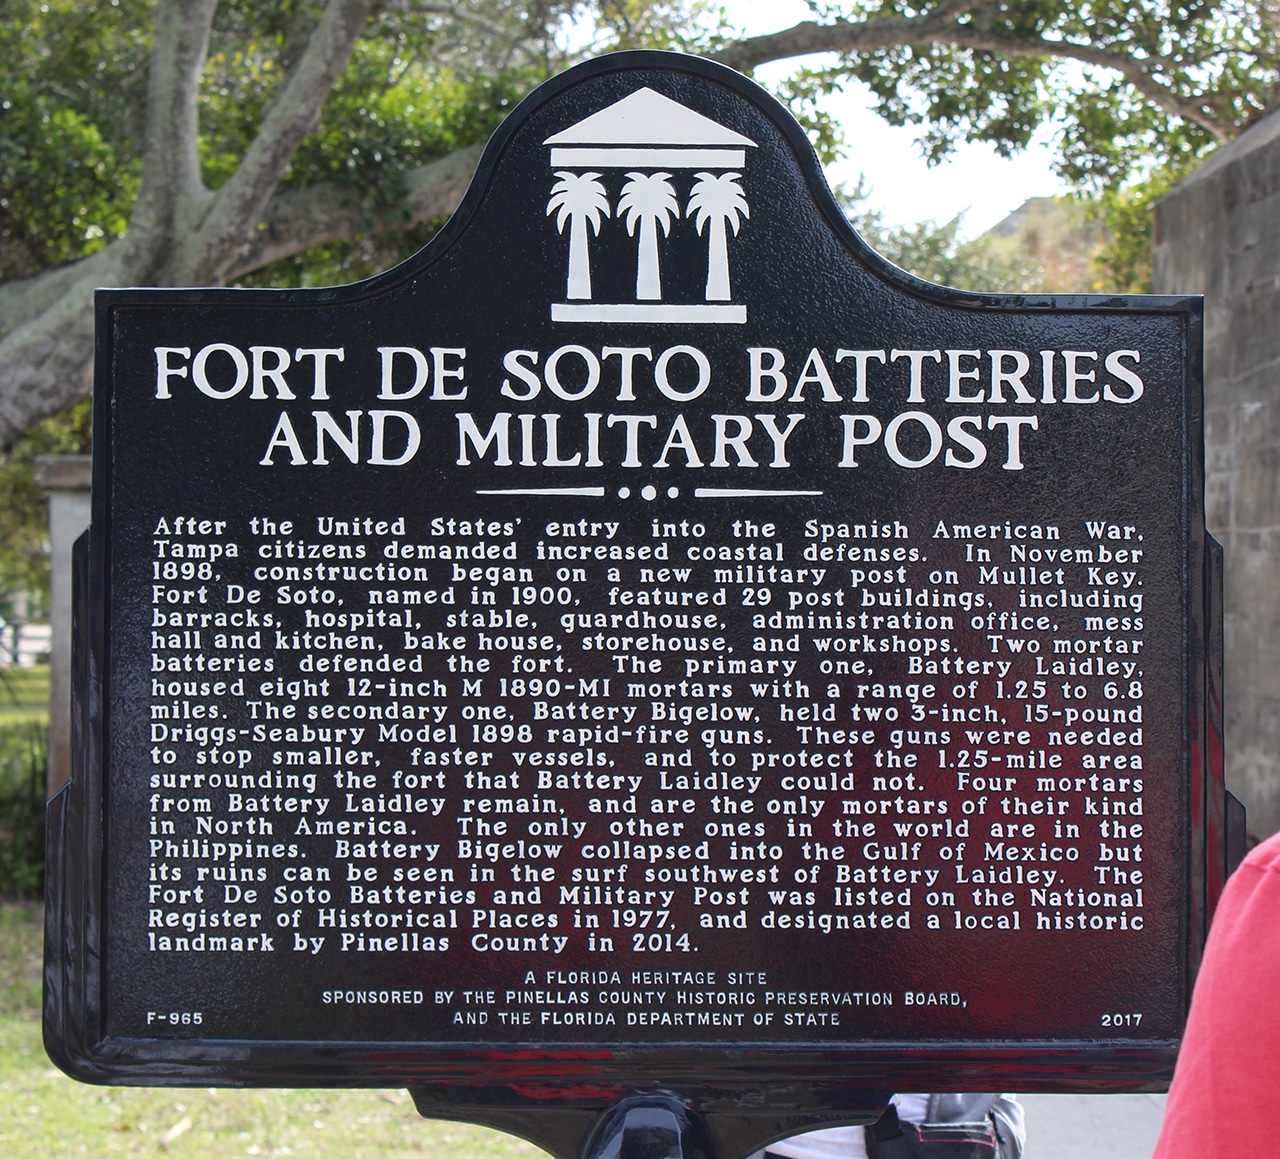 FORT DE SOTO BATTERIES
AND MILITARY POST
After the United States' entry into the Spanish American War,
Tampa citizens demanded increased coastal defenses. In November
1898, construction began on a new military post on Mullet Key.
Fort De Soto, named in 1900, featured 29 post buildings, including
barracks, hospital, stable, guardhouse, administration office, mess
hall and kitchen, bake house, storehouse, and workshops. Two mortar
batteries defended the fort. The primary one, Battery Laidley,
housed eight 12-inch M 1890-MI mortars with a range of 1.25 to 6.8
miles. The secondary one, Battery Bigelow, held two 3-inch, 15-pound
Driggs-Seabury Model 1898 rapid-fire guns. These guns were needed
to stop smaller, faster vessels, and to protect the 1.25-mile area
surrounding the fort that Battery Laidley could not. Four mortars
from Battery Laidley remain, and are the only mortars of their kind
in North America. The only other ones in the world are in the
Philippines. Battery Bigelow collapsed into the Gulf of Mexico but
its ruins can be seen in the surf southwest of Battery Laidley. The
Fort De Soto Batteries and Military Post was listed on the National
Register of Historical Places in 1977, and designated a local historic
landmark by Pinellas County in 2014.
A FLORIDA HERITAGE SITE
SPONSORED BY THE PINELLAS COUNTY HISTORIC PRESERVATION BOARD,
F-965 AND THE FLORIDA DEPARTMENT OF STATE 2017